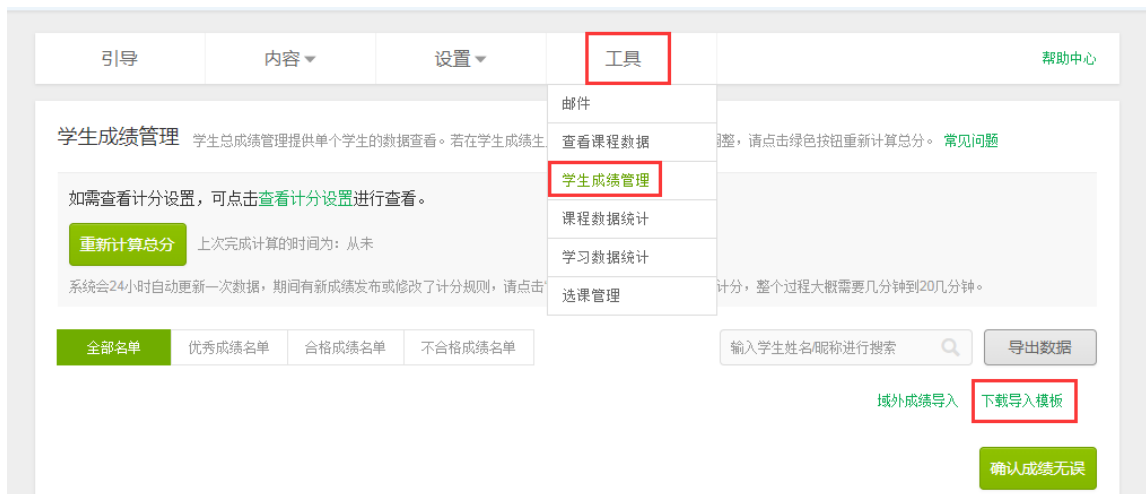 引导 内容 设置 工具 帮助中心
邮件
学生成绩管理 学生总成绩管理提供单个学生的数据查看。若在学生成绩生 查看课程数据 调整，请点击绿色按钮重新计算总分。 常见问题
学生成绩管理
如需查看计分设置，可点击查看计分设置进行查看。
课程数据统计
重新计算总分 上次完成计算的时间为：从未
学习数据统计
系统会24小时自动更新一次数据，期间有新成绩发布或修改了计分规则，请点击 选课管理 计分，整个过程大概需要几分钟到20几分钟。
全部名单 优秀成绩名单 合格成绩名单 不合格成绩名单 输入学生姓名/昵称进行搜索 导出数据
域外成绩导入 下载导入模板
确认成绩无误